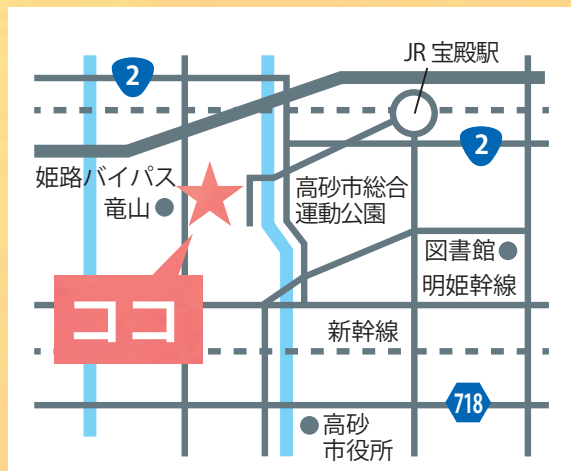 JR 宝殿駅
2
2
姫路バイパス
竜山
高砂市総合
運動公園
図書館
明姫幹線
ココ
新幹線
718
高砂
市役所